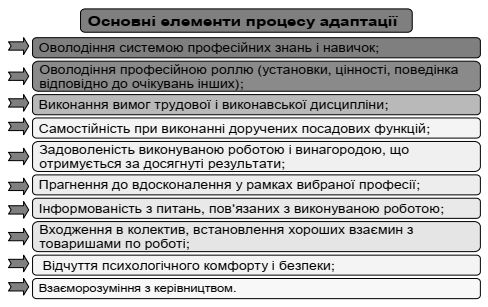 Основні елементи процесу адаптації
Оволодіння системою професійних знань і навичок;
Оволодіння професійною роллю (установки, цінності, поведінка
відповідно до очікувань інших);
Виконання вимог трудової і виконавської дисципліни;
Самостійність при виконанні доручених посадових функцій;
Задоволеність виконуваною роботою і винагородою, що
отримується за досягнуті результати;
Прагнення до вдосконалення у рамках вибраної професії;
Інформованість з питань, пов'язаних з виконуваною роботою;
Входження в колектив, встановлення хороших взаємин з
товаришами по роботі;
Відчуття психологічного комфорту і безпеки;
Взаєморозуміння з керівництвом.